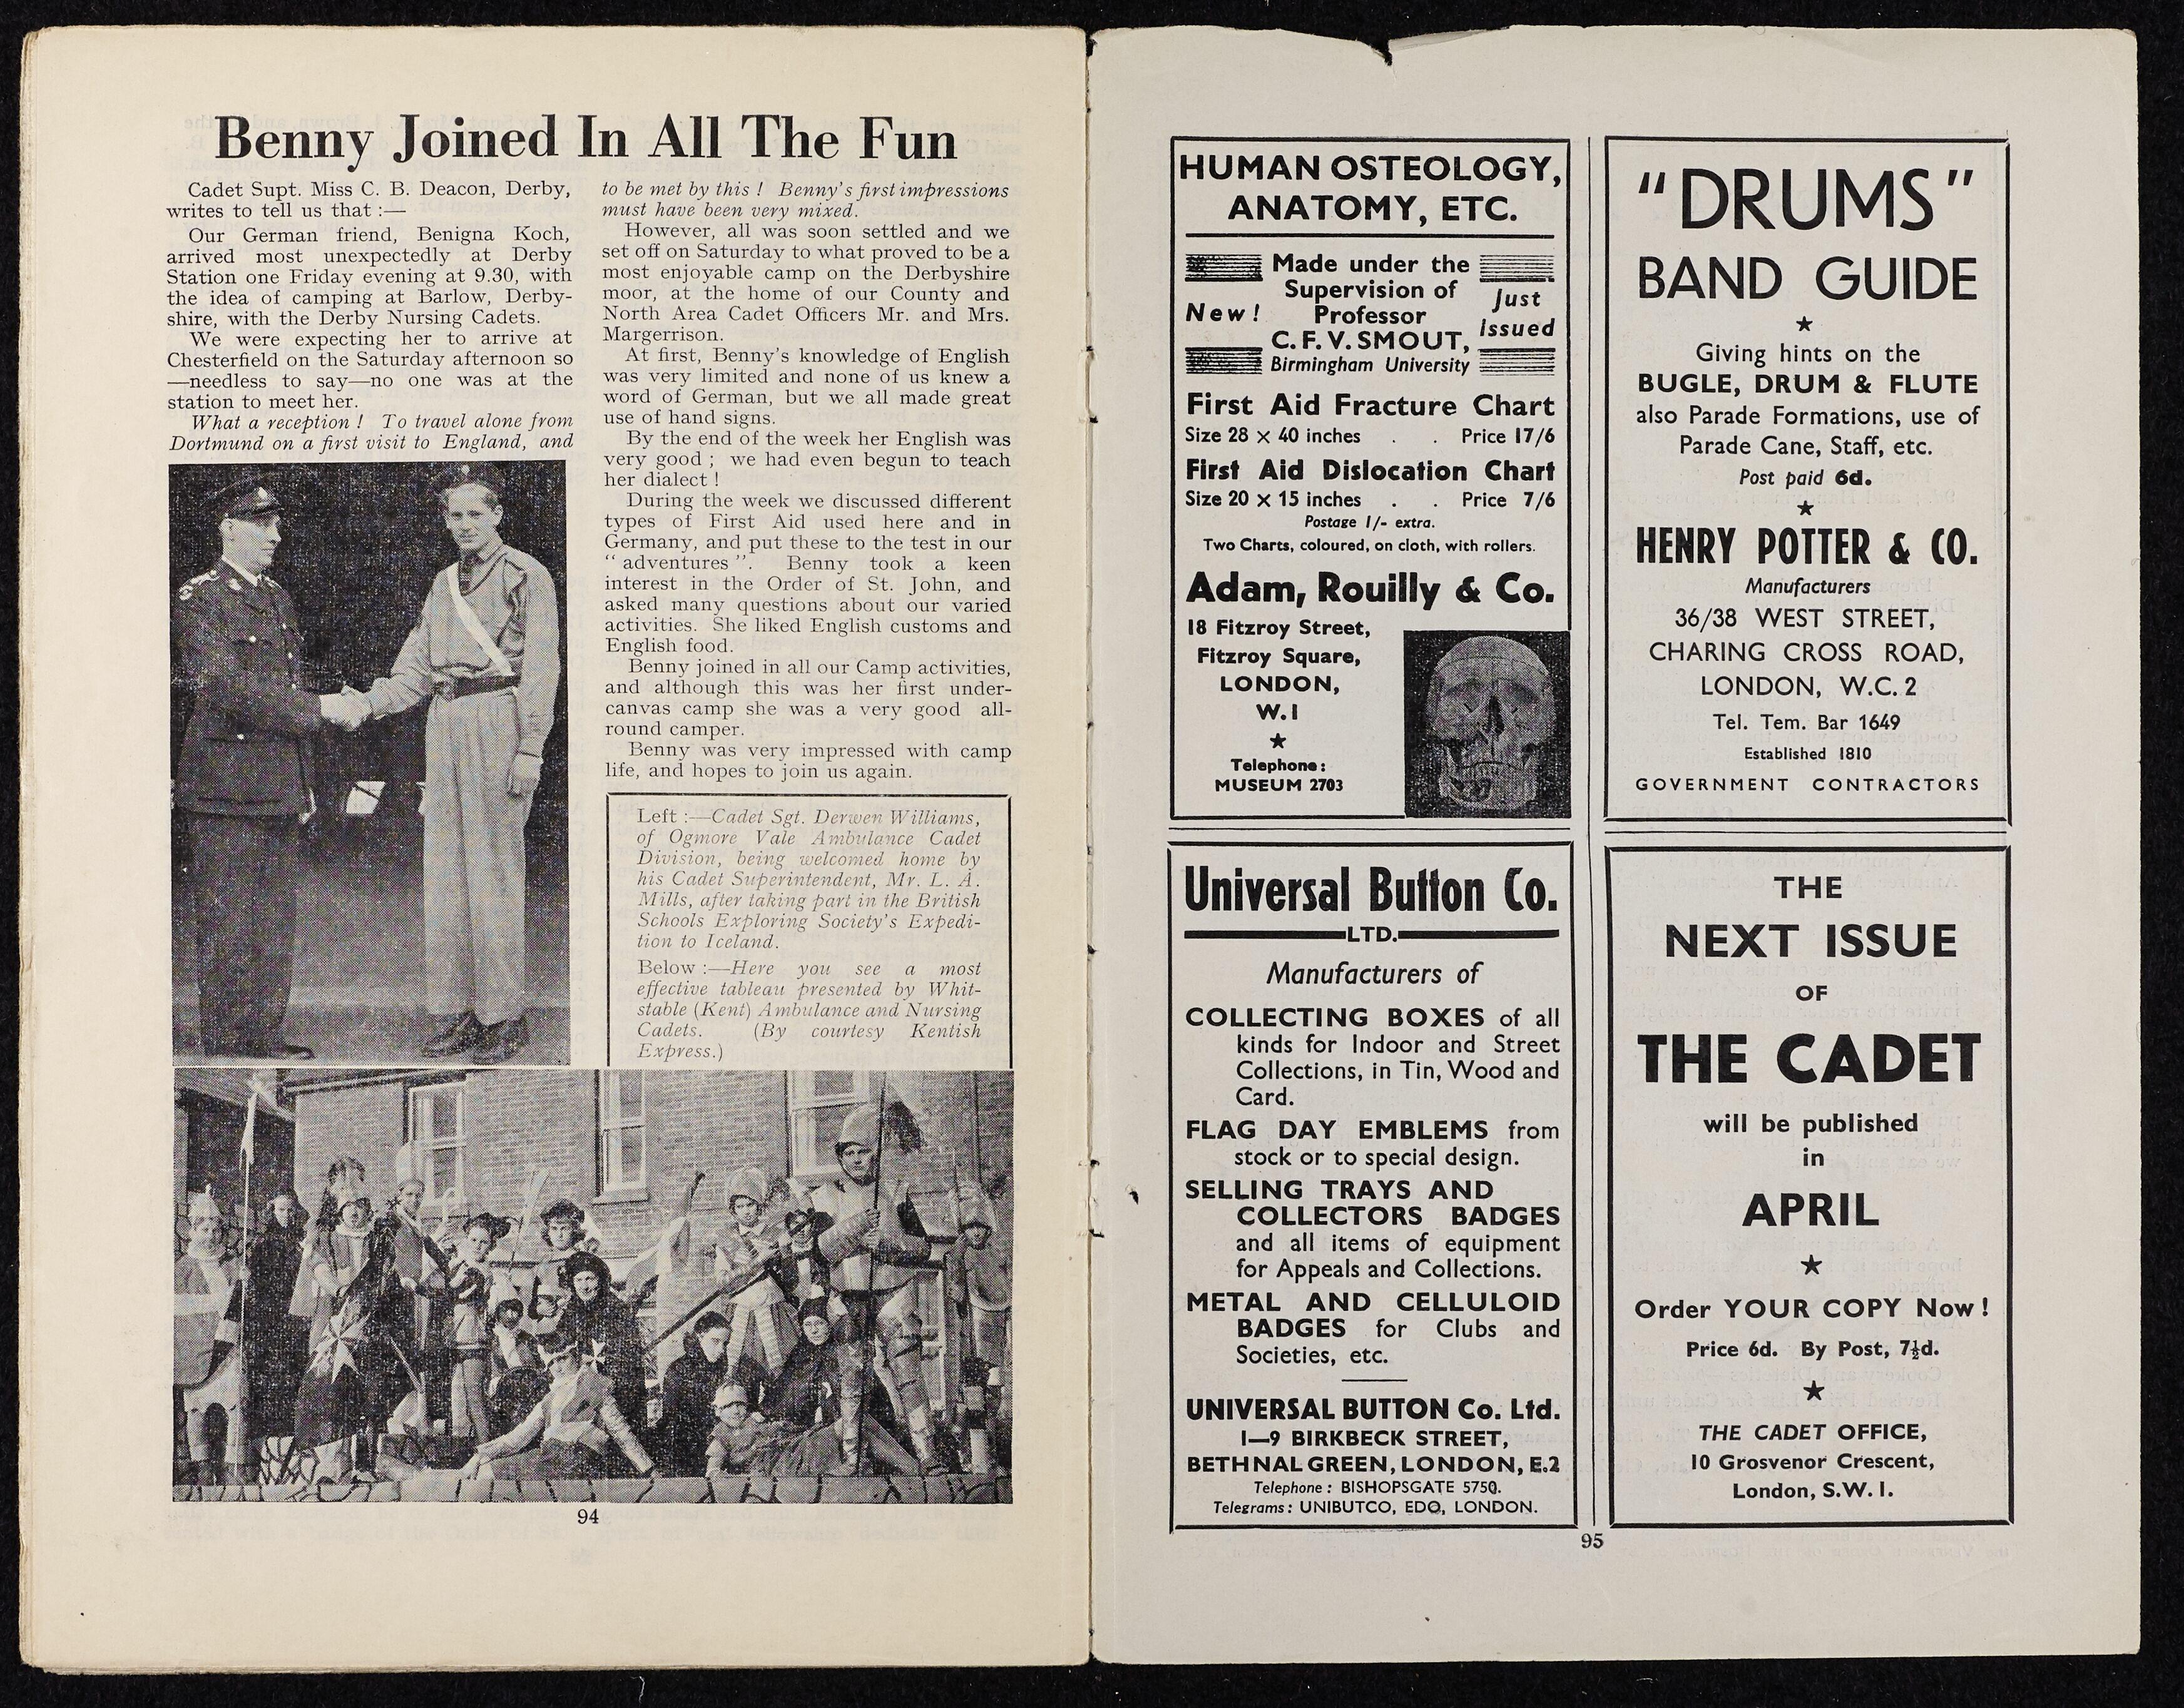 Benny Joined In All The Fun
Cadet Supt. Miss C. B. Deacon, Derby,
writes to tell us that :—
Our German friend, Benigna Koch,
arrived most unexpectedly at Derby
Station one Friday evening at 9.30, with
the idea of camping at Barlow, Derby-
shire, with the Derby Nursing Cadets.
We were expecting her to arrive at
Chesterfield on the Saturday afternoon so
—needless to say—no one was at the
station to meet her.
What a reception ! To travel alone from
Dortmund on a first visit to England, and
to be met by this ! Benny's first impressions
must have been very mixed.
However, all was soon settled and we
set off on Saturday to what proved to be a
most enjoyable camp on the Derbyshire
moor, at the home of our County and
North Area Cadet Officers Mr. and Mrs.
Margerrison.
At first, Benny's knowledge of English
was very limited and none of us knew a
word of German, but we all made great
use of hand signs.
By the end of the week her English was
very good ; we had even begun to teach
her dialect !
During the week we discussed different
types of First Aid used here and in
Germany, and put these to the test in our
“ adventures ”. Benny took a keen
interest in the Order of St. John, and
asked many questions about our varied
activities. She liked English customs and
English food.
Benny joined in all our Camp activities,
and although this was her first under-
canvas camp she was a very good all-
round camper.
Benny was very impressed with camp
life, and hopes to join us again.
Left :—Cadet Sgt. Derwen Williams,
of Ogmore Vale Ambulance Cadet
Division, being welcomed home by
his Cadet Superintendent, Mr. L. A.
Mills, after taking part in the British
Schools Exploring Society's Expedi-
tion to Iceland.
Below :—Here you see a most
effective tableau presented by Whit-
stable (Kent) Ambulance and Nursing
Cadets. (By courtesy Kentish
Express.)
94
HUMAN OSTEOLOGY,
ANATOMY, ETC.
New!
Made under the
Supervision of
Professor
C. F. V. SMOUT,
Birmingham University
Just
issued
First Aid Fracture Chart
Size 28 × 40 inches . . Price 17/6
First Aid Dislocation Chart
Size 20 × 15 inches . . Price 7/6
Postage 1/- extra.
Two Charts, coloured, on cloth, with rollers.
Adam, Rouilly & Co.
18 Fitzroy Street,
Fitzroy Square,
LONDON,
W.1
★
Telephone:
MUSEUM 2703
"DRUMS"
BAND GUIDE
★
Giving hints on the
BUGLE, DRUM & FLUTE
also Parade Formations, use of
Parade Cane, Staff, etc.
Post paid 6d.
★
HENRY POTTER & CO.
Manufacturers
36/38 WEST STREET,
CHARING CROSS ROAD,
LONDON, W.C. 2
Tel. Tem. Bar 1649
Established 1810
GOVERNMENT CONTRACTORS
Universal Button Co.
LTD.
Manufacturers of
COLLECTING BOXES of all
kinds for Indoor and Street
Collections, in Tin, Wood and
Card.
FLAG DAY EMBLEMS from
stock or to special design.
SELLING TRAYS AND
COLLECTORS BADGES
and all items of equipment
for Appeals and Collections.
METAL AND CELLULOID
BADGES for Clubs and
Societies, etc.
UNIVERSAL BUTTON Co. Ltd.
1—9 BIRKBECK STREET,
BETHNAL GREEN, LONDON, E.2
Telephone : BISHOPSGATE 5750.
Telegrams : UNIBUTCO, EDO, LONDON.
THE
NEXT ISSUE
OF
THE CADET
will be published
in
APRIL
★
Order YOUR COPY Now!
Price 6d. By Post, 7½d.
★
THE CADET OFFICE,
10 Grosvenor Crescent,
London, S.W. 1.
95